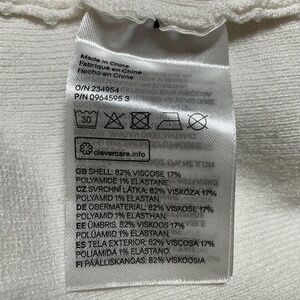 Made in China
Fabriqué en Chine
Hecho en China
O/N 234954
P/N 0964595 3
30
clevercare.info
GB SHELL: 82% VISCOSE 17%
POLYAMIDE 1% ELASTANE
CZ SVRCHNÍ LÁTKA: 82% VISKÓZA 17%
POLYAMID 1% ELASTAN
DE OBERMATERIAL: 82% VISKOSE 17%
POLYAMID 1% ELASTHAN
EE ÜMBRIS: 82% VISKOOS 17%
POLÜAMIID 1% ELASTAAN
ES TELA EXTERIOR: 82% VISCOSA 17%
POLIAMIDA 1% ELASTANO
FI PÄÄLLISKANGAS: 82% VISKOOSIA